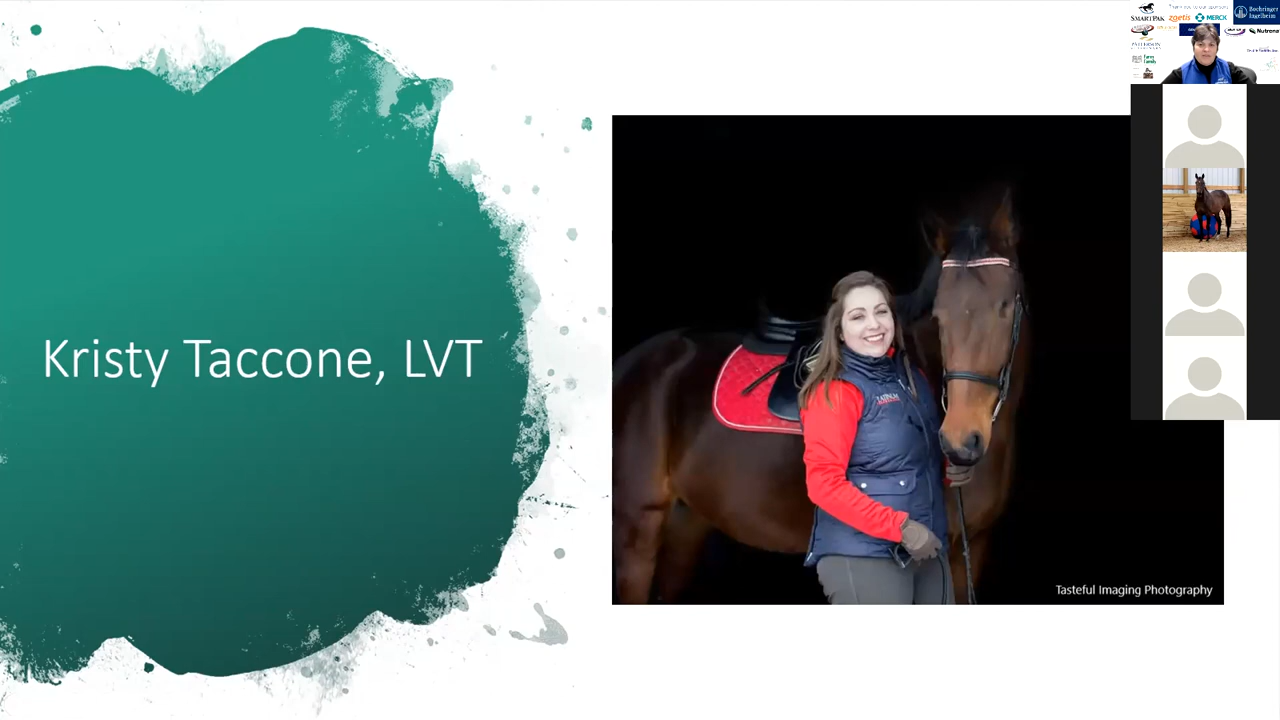 Kristy Taccone, LVT
Tasteful Imaging Photography
SMARTPAK
zoetis
MERCK
Boehringer
Ingelheim
Nutrena